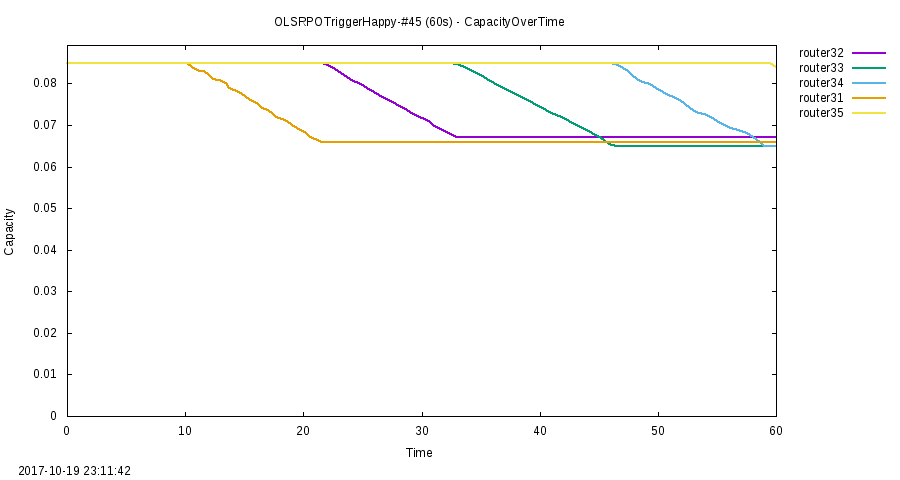 OLSRPOTriggerHappy-#45 (60s) - CapacityOverTime
router32
router33
router34
router31
router35
0.08
0.07
0.06
0.05
0.04
0.03
0.02
0.01
0
Capacity
0 10 20 30 40 50 60
Time
2017-10-19 23:11:42